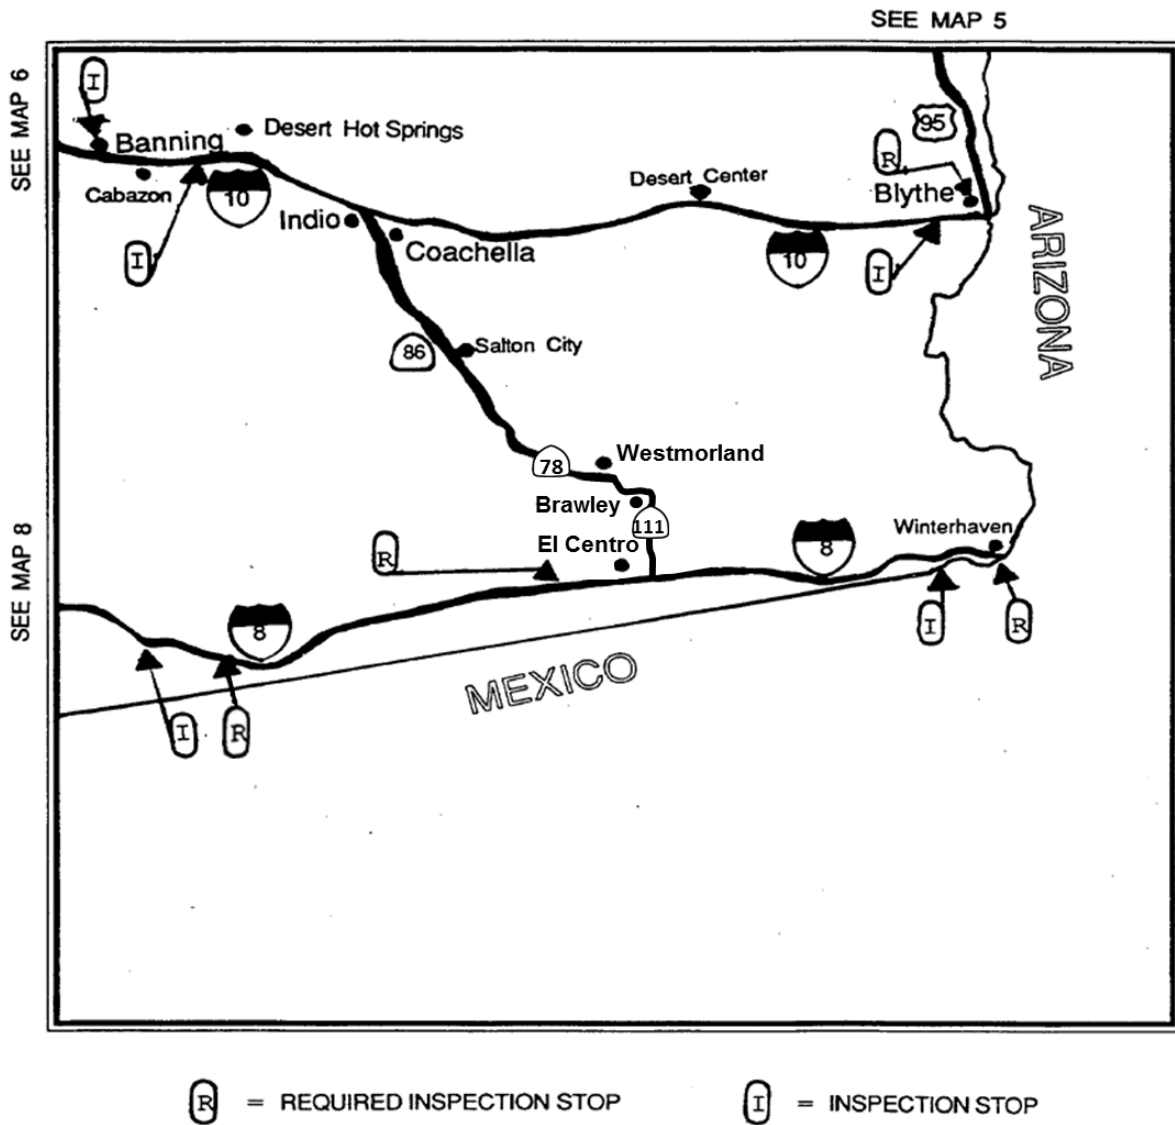 SEE MAP 5
SEE MAP 6
I
Banning
Desert Hot Springs
95
R
Cabazon
10
Desert Center
Blythe
Indio
ARIZONA
Coachella
I
10
I
86
Salton City
78
Westmorland
Brawley
111
SEE MAP 8
R
El Centro
8
Winterhaven
8
I
R
MEXICO
I
R
R = REQUIRED INSPECTION STOP
I = INSPECTION STOP